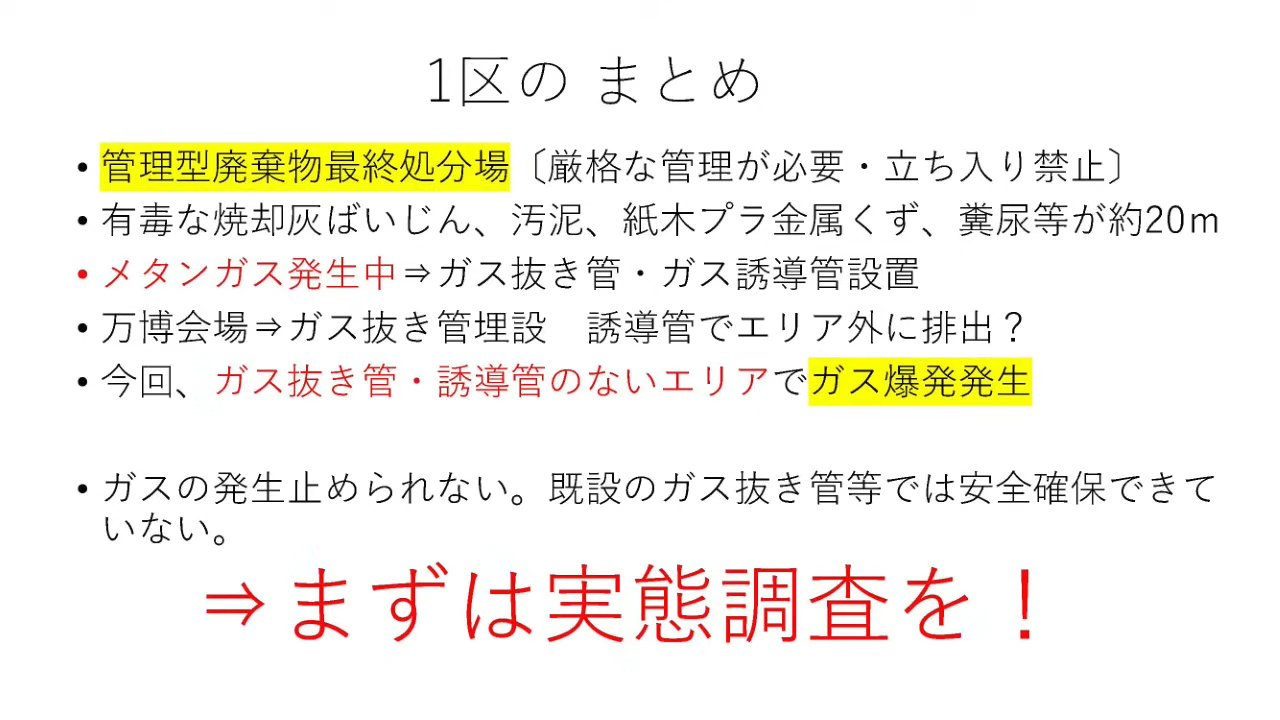 1区の まとめ
• 管理型廃棄物最終処分場〔厳格な管理が必要・立ち入り禁止〕
• 有毒な焼却灰ばいじん、汚泥、紙木プラ金属くず、糞尿等が約20ｍ
• メタンガス発生中⇒ガス抜き管・ガス誘導管設置
• 万博会場⇒ガス抜き管埋設　誘導管でエリア外に排出？
• 今回、ガス抜き管・誘導管のないエリアでガス爆発発生
• ガスの発生止められない。既設のガス抜き管等では安全確保できて
いない。
⇒まずは実態調査を！